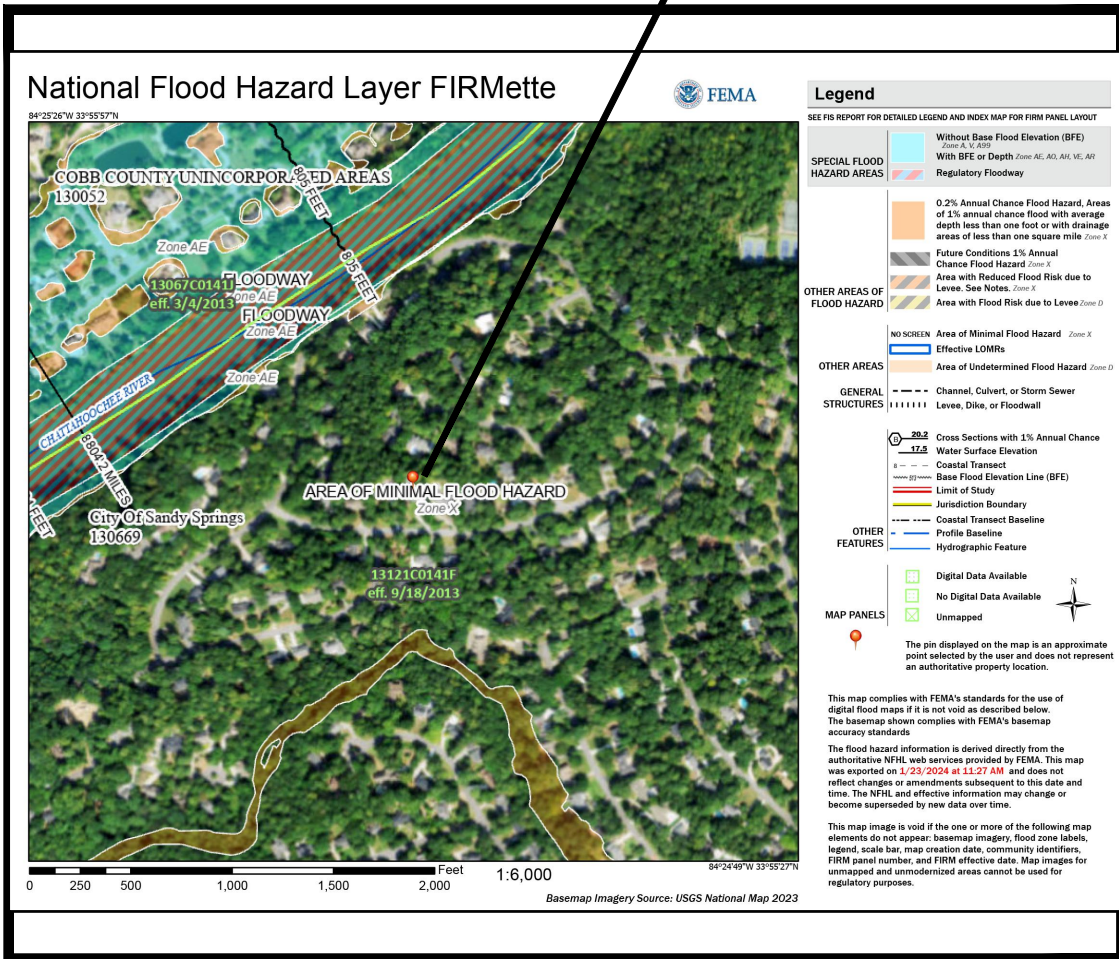 National Flood Hazard Layer FIRMette
FEMA
84°25'26"W 33°55'57"N
COBB COUNTY UNINCORPORATED AREAS
130052
805 FEET
805 FEET
Zone AE
13067C0141J
eff. 3/4/2013
FLOODWAY
Zone AE
FLOODWAY
Zone AE
Zone AE
CHATTAHOOCHEE RIVER
8804.2 MILES
FEET
City Of Sandy Springs
130669
AREA OF MINIMAL FLOOD HAZARD
Zone X
13121C0141F
eff. 9/18/2013
84°24'49"W 33°55'27"N
Feet
0 250 500 1,000 1,500 2,000
1:6,000
Basemap Imagery Source: USGS National Map 2023
Legend
SEE FIS REPORT FOR DETAILED LEGEND AND INDEX MAP FOR FIRM PANEL LAYOUT
SPECIAL FLOOD
HAZARD AREAS
Without Base Flood Elevation (BFE)
Zone A, V, A99
With BFE or Depth Zone AE, AO, AH, VE, AR
Regulatory Floodway
0.2% Annual Chance Flood Hazard, Areas
of 1% annual chance flood with average
depth less than one foot or with drainage
areas of less than one square mile Zone X
Future Conditions 1% Annual
Chance Flood Hazard Zone X
Area with Reduced Flood Risk due to
Levee. See Notes. Zone X
Area with Flood Risk due to Levee Zone D
OTHER AREAS OF
FLOOD HAZARD
NO SCREEN Area of Minimal Flood Hazard Zone X
Effective LOMRs
OTHER AREAS
Area of Undetermined Flood Hazard Zone D
GENERAL
STRUCTURES
Channel, Culvert, or Storm Sewer
Levee, Dike, or Floodwall
B 20.2 Cross Sections with 1% Annual Chance
17.5 Water Surface Elevation
8 Coastal Transect
Base Flood Elevation Line (BFE)
Limit of Study
Jurisdiction Boundary
Coastal Transect Baseline
OTHER
FEATURES
Profile Baseline
Hydrographic Feature
Digital Data Available
No Digital Data Available
Unmapped
MAP PANELS
N
The pin displayed on the map is an approximate
point selected by the user and does not represent
an authoritative property location.
This map complies with FEMA's standards for the use of
digital flood maps if it is not void as described below.
The basemap shown complies with FEMA's basemap
accuracy standards
The flood hazard information is derived directly from the
authoritative NFHL web services provided by FEMA. This map
was exported on 1/23/2024 at 11:27 AM and does not
reflect changes or amendments subsequent to this date and
time. The NFHL and effective information may change or
become superseded by new data over time.
This map image is void if the one or more of the following map
elements do not appear: basemap imagery, flood zone labels,
legend, scale bar, map creation date, community identifiers,
FIRM panel number, and FIRM effective date. Map images for
unmapped and unmodernized areas cannot be used for
regulatory purposes.